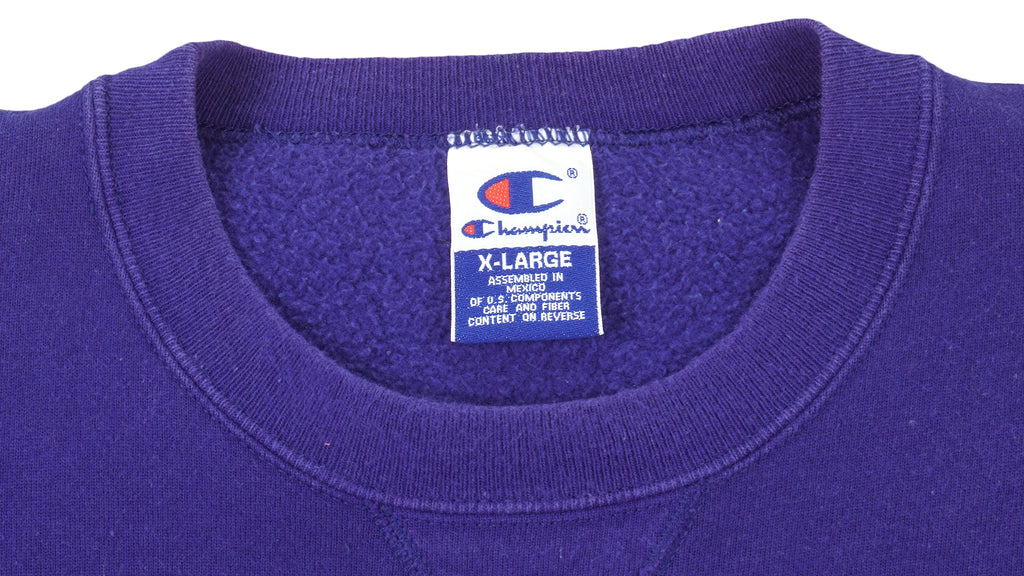 ®
Champion®
X-LARGE
ASSEMBLED IN
MEXICO
OF U.S. COMPONENTS
CARE AND FIBER
CONTENT ON REVERSE